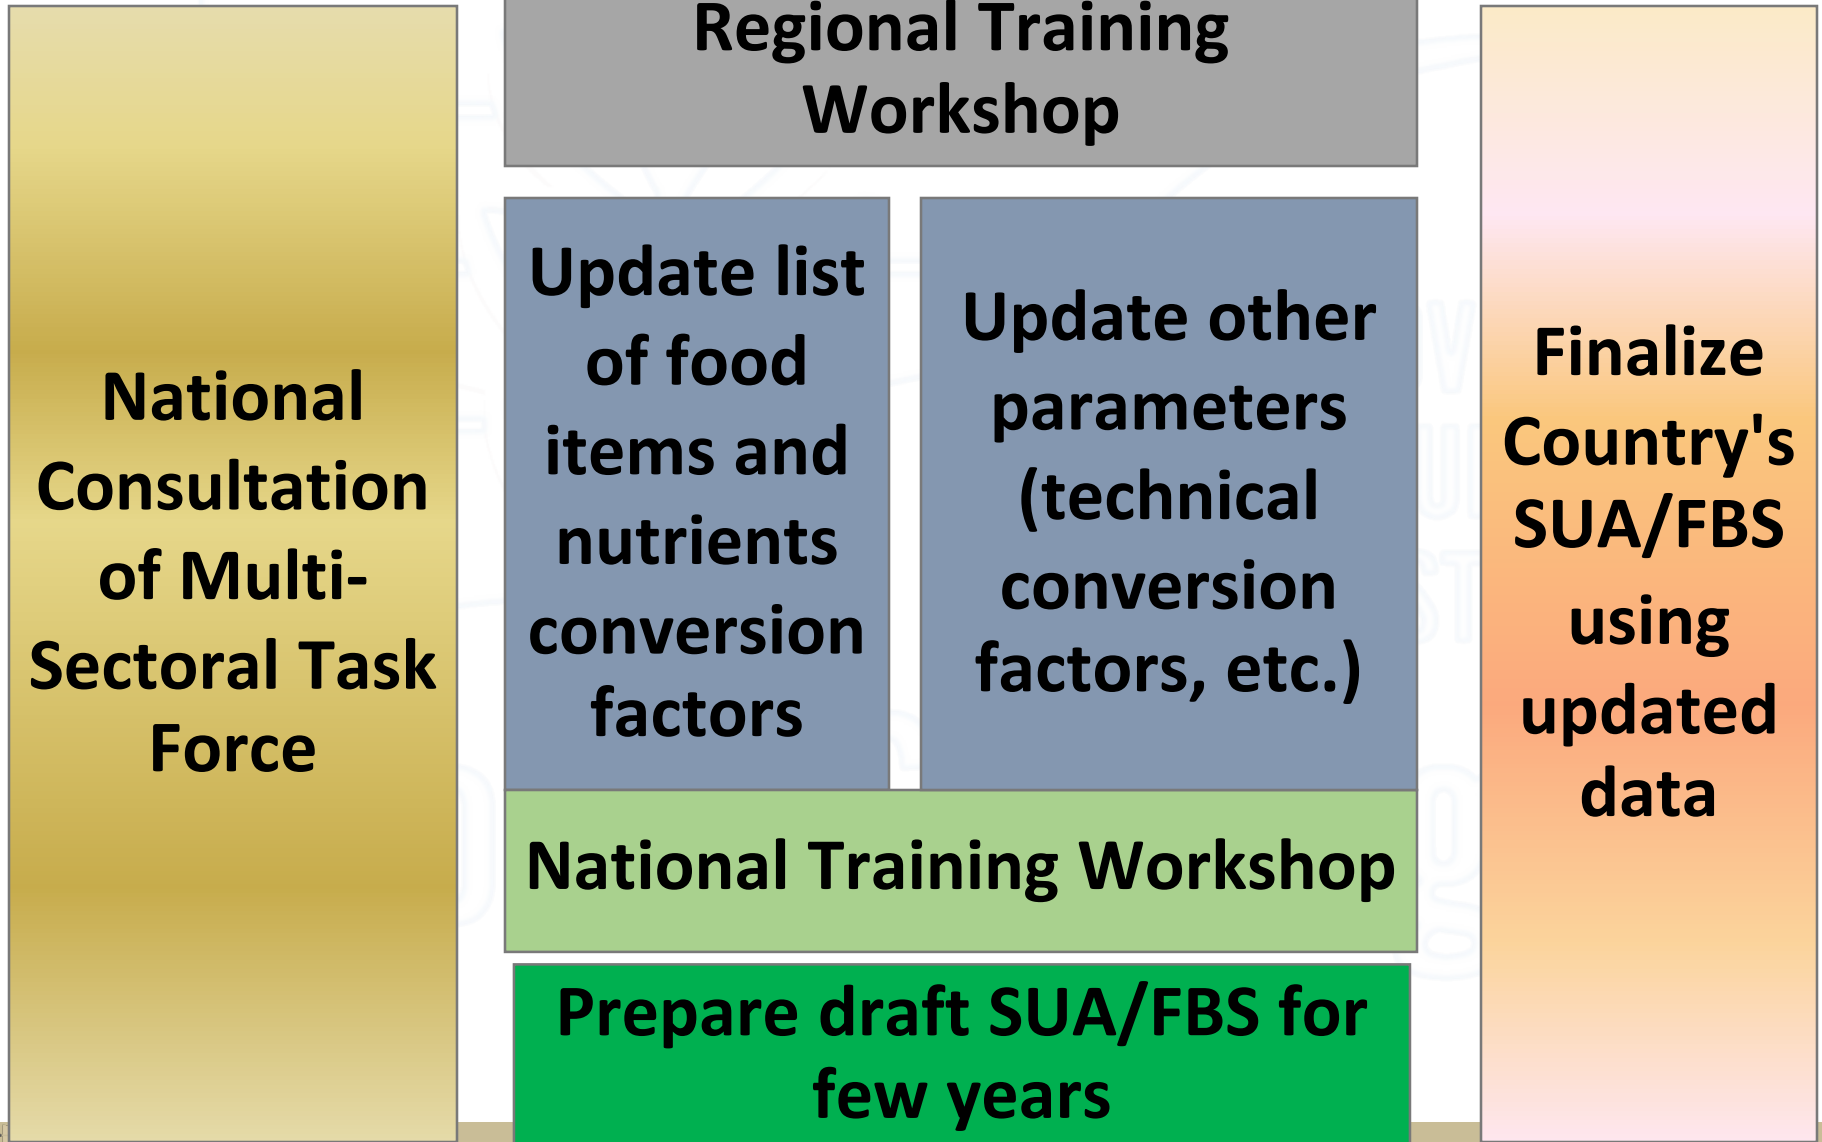 National
Consultation
of Multi-
Sectoral Task
Force
Regional Training
Workshop
Update list
of food
items and
nutrients
conversion
factors
Update other
parameters
(technical
conversion
factors, etc.)
National Training Workshop
Prepare draft SUA/FBS for
few years
Finalize
Country's
SUA/FBS
using
updated
data